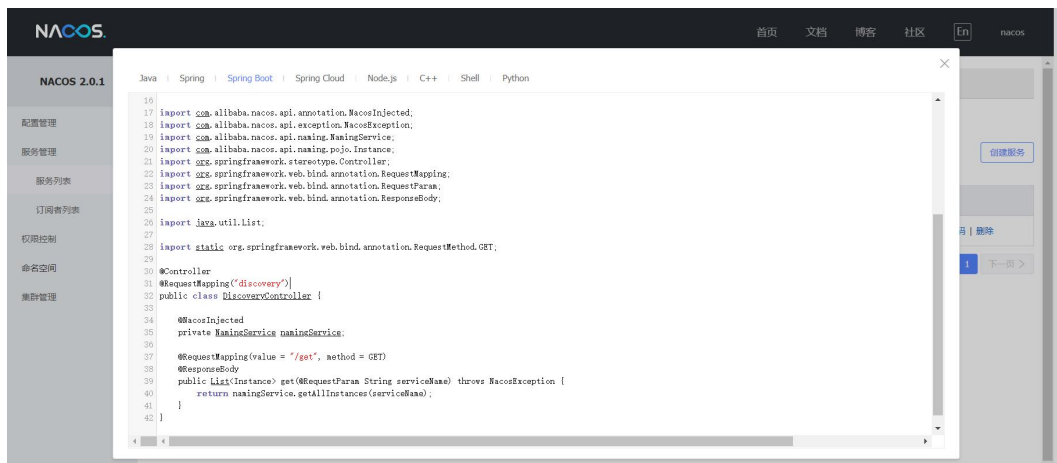 NACOS.
首页 文档 博客 社区 En nacos
NACOS 2.0.1
配置管理
服务管理
服务列表
订阅者列表
权限控制
命名空间
集群管理
Java Spring Spring Boot Spring Cloud Node.js C++ Shell Python
16
17 import com.alibaba.nacos.api.annotation.NacosInjected;
18 import com.alibaba.nacos.api.exception.NacosException;
19 import com.alibaba.nacos.api.naming.NamingService;
20 import com.alibaba.nacos.api.naming.pojo.Instance;
21 import org.springframework.stereotype.Controller;
22 import org.springframework.web.bind.annotation.RequestMapping;
23 import org.springframework.web.bind.annotation.RequestParam;
24 import org.springframework.web.bind.annotation.ResponseBody;
25
26 import java.util.List;
27
28 import static org.springframework.web.bind.annotation.RequestMethod.GET;
29
30 @Controller
31 @RequestMapping("discovery")
32 public class DiscoveryController {
33
34 @NacosInjected
35 private NamingService namingService;
36
37 @RequestMapping(value = "/get", method = GET)
38 @ResponseBody
39 public List<Instance> get(@RequestParam String serviceName) throws NacosException {
40 return namingService.getAllInstances(serviceName);
41 }
42 }
创建服务
码 | 删除
1 下一页 >